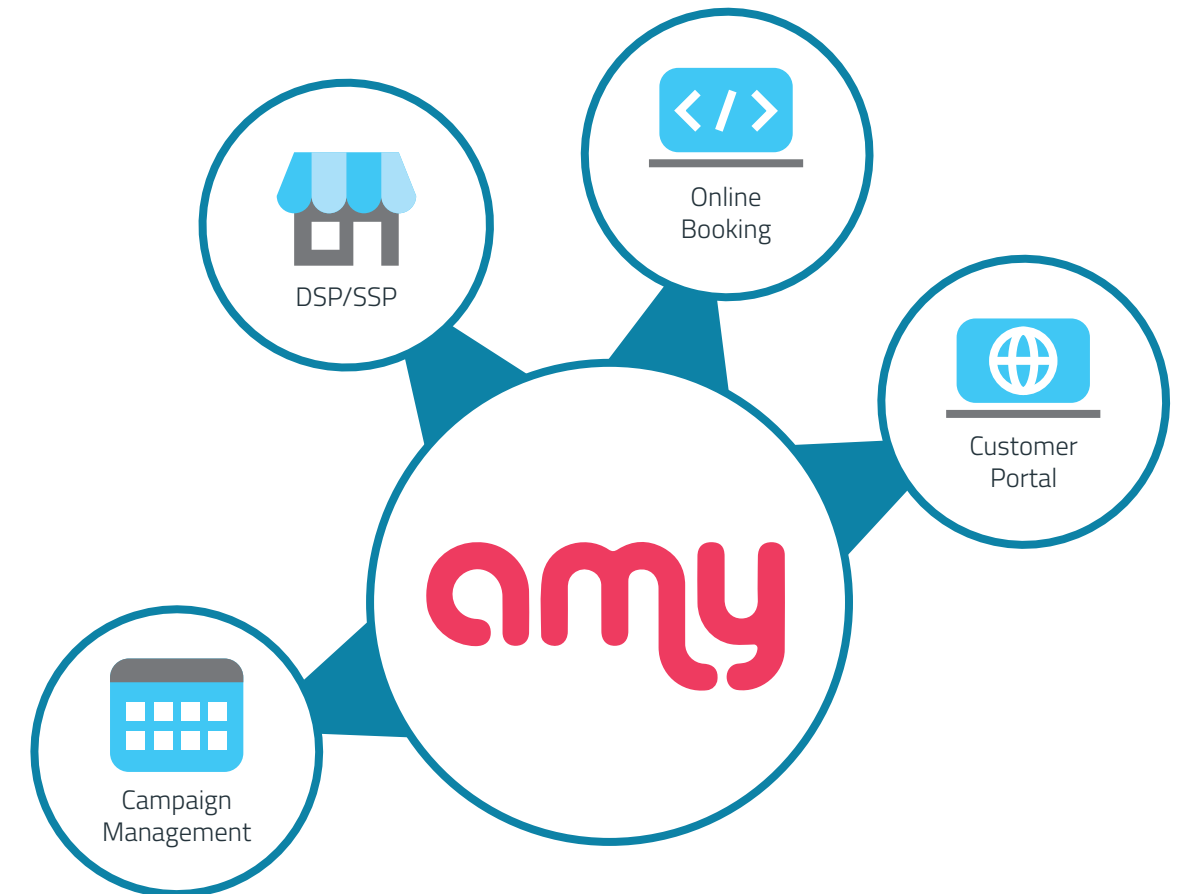 Online
Booking
DSP/SSP
Customer
Portal
amy
Campaign
Management